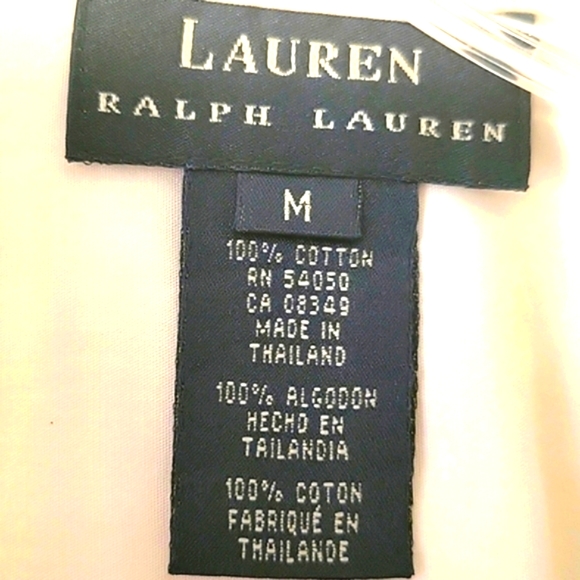 LAUREN
RALPH LAUREN
M
100% COTTON
RN 54050
CA 08349
MADE IN
THAILAND
100% ALGODON
HECHO EN
TAILANDIA
100% COTON
FABRIQUÉ EN
THAILANDE